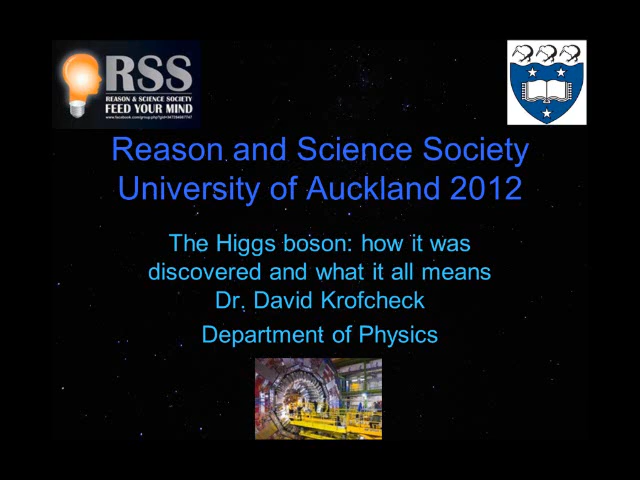 RSS
REASON & SCIENCE SOCIETY
FEED YOUR MIND
Reason and Science Society
University of Auckland 2012
The Higgs boson: how it was
discovered and what it all means
Dr. David Krofcheck
Department of Physics